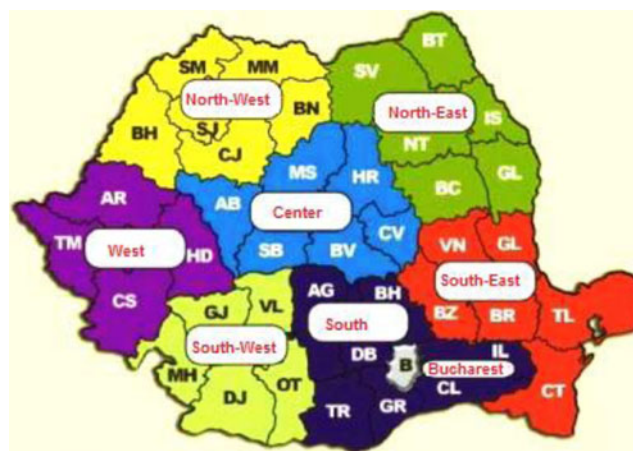 BT
SM
MM
SV
North-West
BN
North-East
IS
BH
SJ
NT
CJ
MS
HR
BC
GL
AR
AB
Center
TM
West
HD
SB
BV
CV
VN
GL
South-East
CS
AG
BH
GJ
VL
BZ
BR
TL
South
South-West
DB
IL
B
Bucharest
MH
OT
CL
CT
DJ
TR
GR